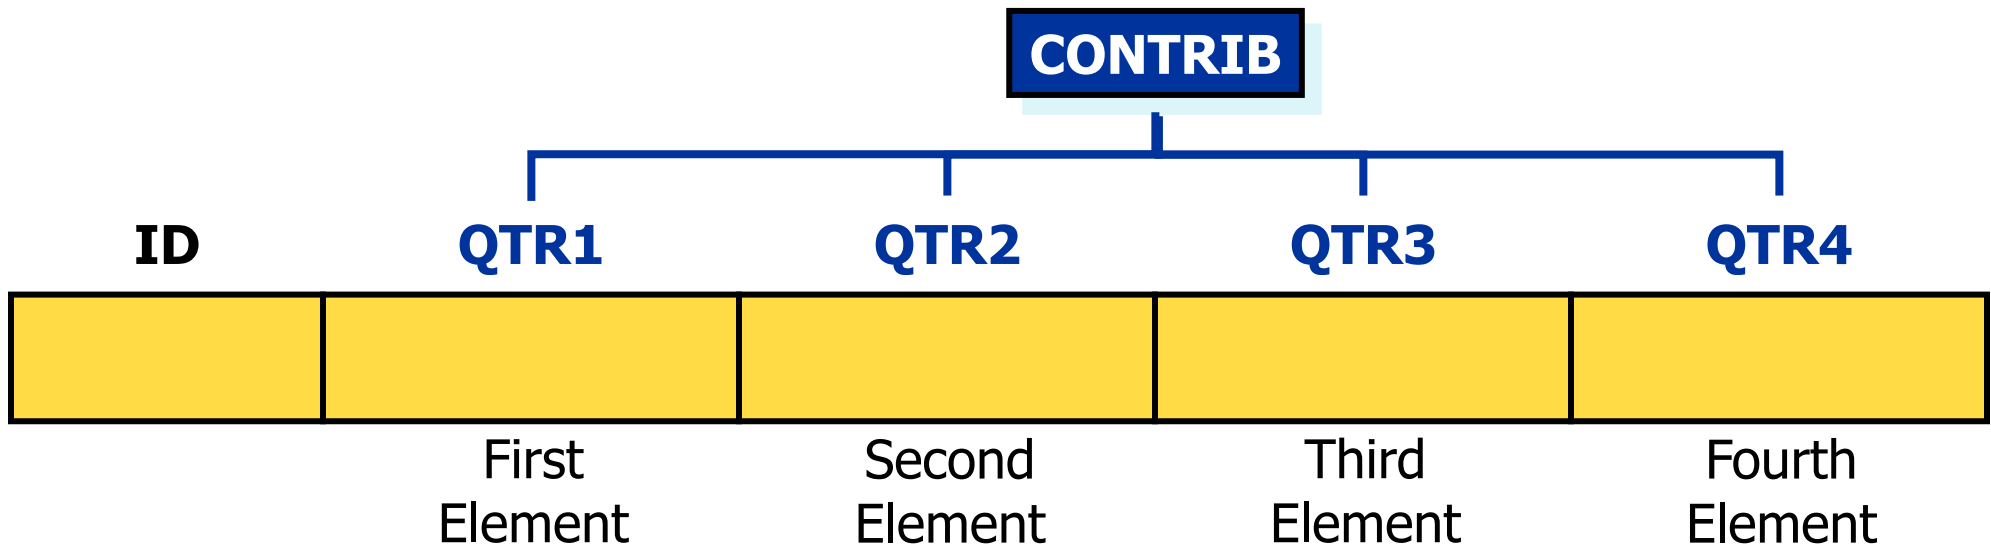 CONTRIB
ID QTR1 QTR2 QTR3 QTR4
First Second Third Fourth
Element Element Element Element